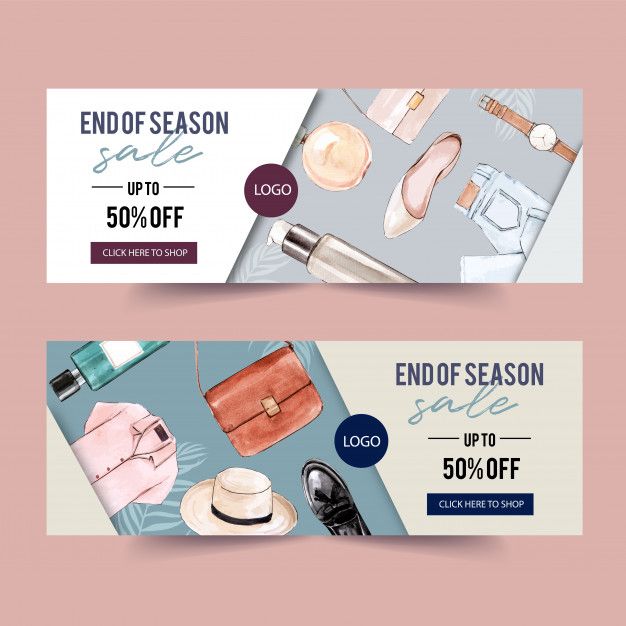 END OF SEASON
sale
UP TO
50% OFF
CLICK HERE TO SHOP
LOGO
END OF SEASON
sale
UP TO
50% OFF
CLICK HERE TO SHOP
LOGO